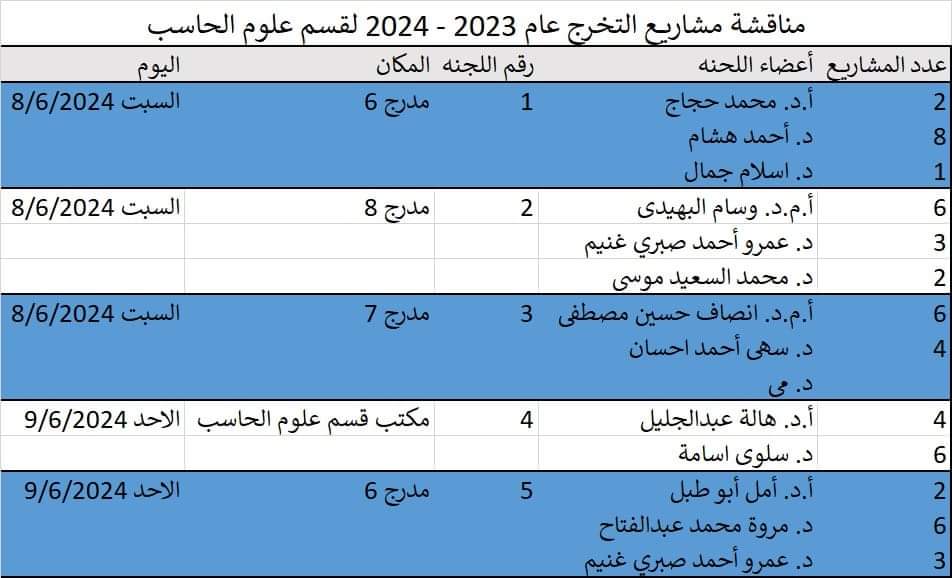 مناقشة مشاريع التخرج عام 2023 - 2024 لقسم علوم الحاسب
عدد المشاريع أعضاء اللحنه رقم اللجنه المكان اليوم
2 أ.د. محمد حجاج 1 مدرج 6 السبت 8/6/2024
8 د. أحمد هشام
1 د. اسلام جمال
6 أ.م.د. وسام البهيدى 2 مدرج 8 السبت 8/6/2024
3 د. عمرو أحمد صبري غنيم
2 د. محمد السعيد موسى
6 أ.م.د. انصاف حسين مصطفى 3 مدرج 7 السبت 8/6/2024
4 د. سهى أحمد احسان
د. مي
4 أ.د. هالة عبدالجليل 4 مكتب قسم علوم الحاسب الاحد 9/6/2024
6 د. سلوى اسامة
2 أ.د. أمل أبو طبل 5 مدرج 6 الاحد 9/6/2024
6 د. مروة محمد عبدالفتاح
3 د. عمرو أحمد صبري غنيم